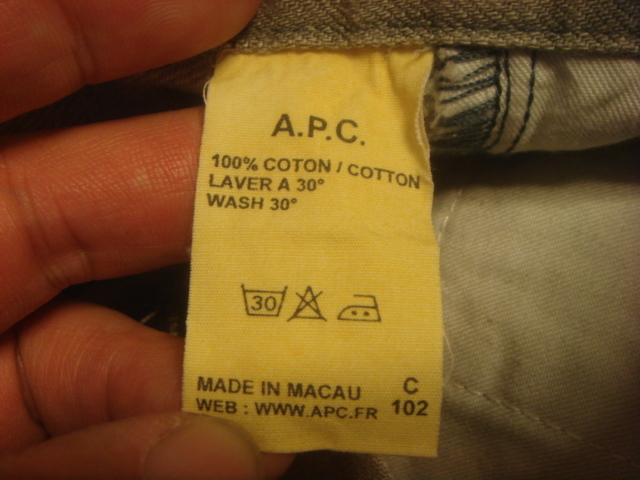 A.P.C.
100% COTON / COTTON
LAVER A 30°
WASH 30°
30
MADE IN MACAU C
WEB : WWW.APC.FR 102